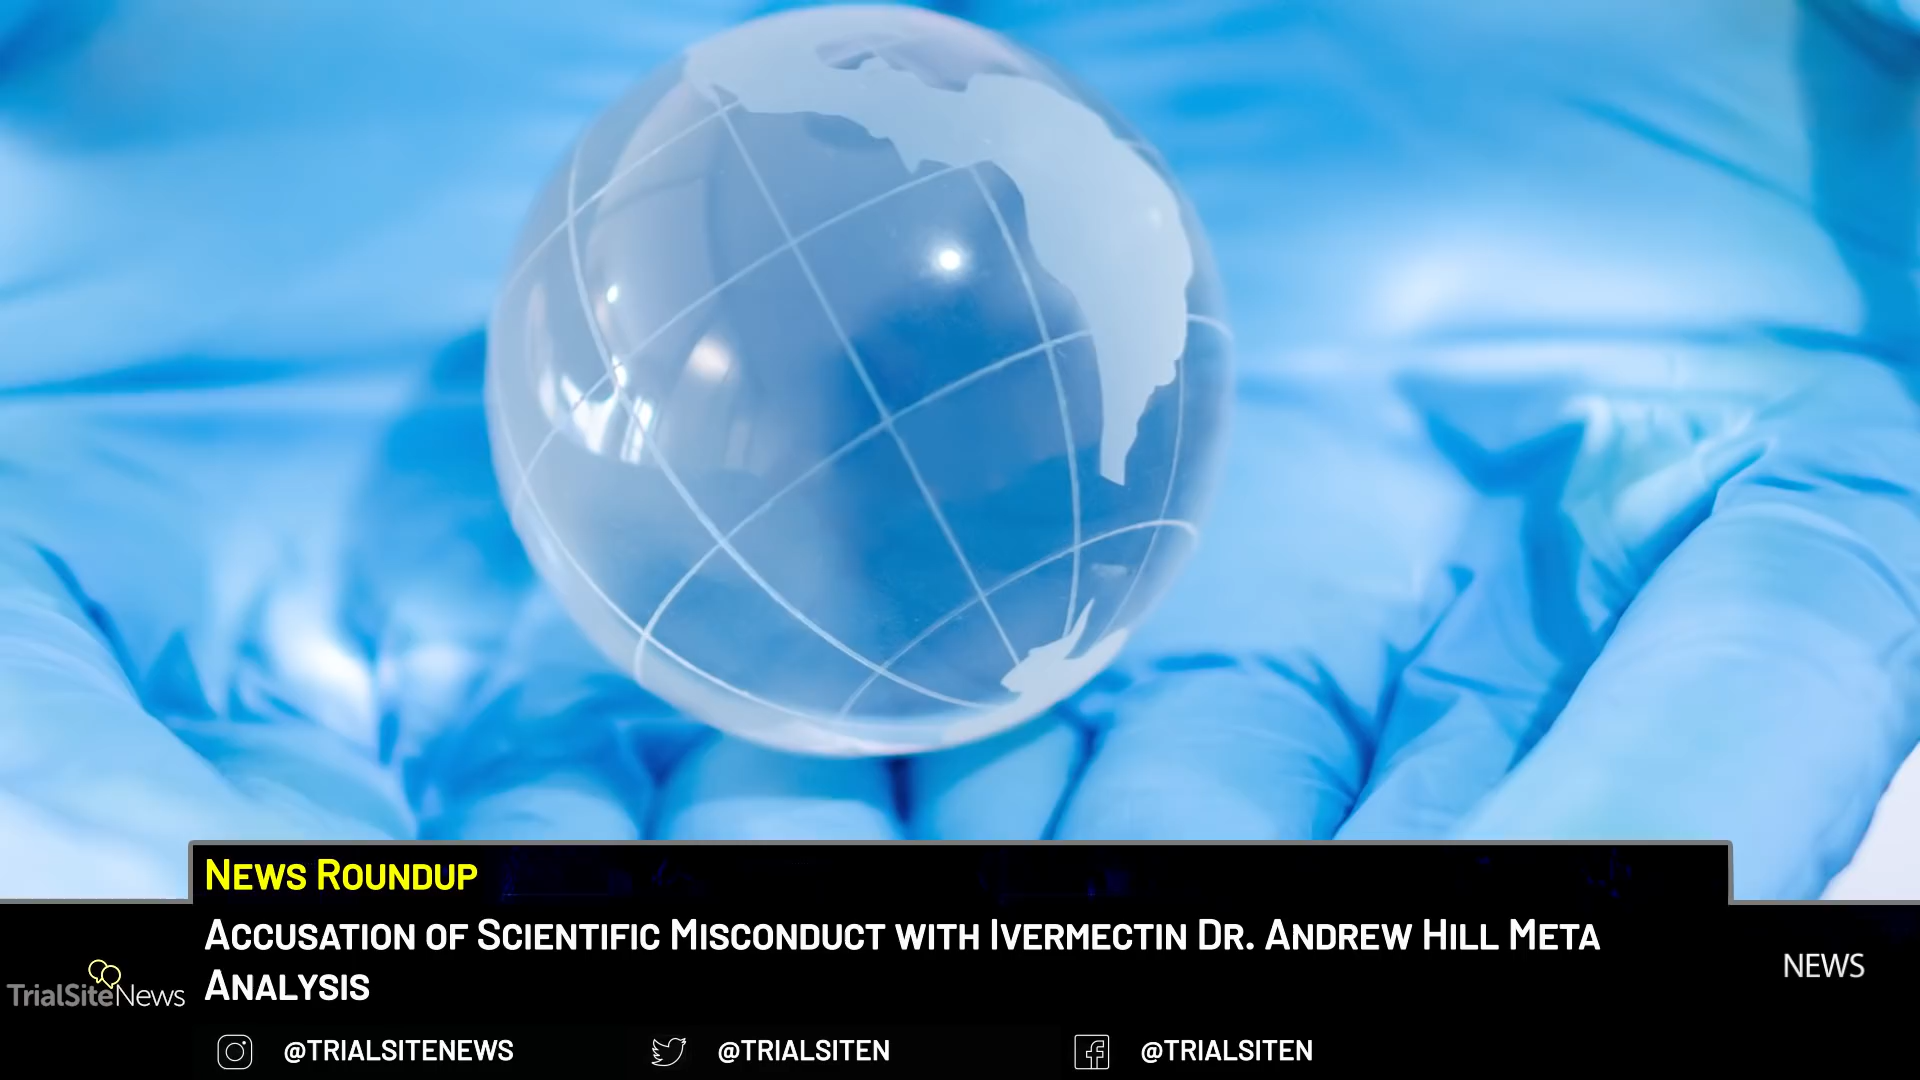 News Roundup
Accusation of Scientific Misconduct with Ivermectin Dr. Andrew Hill Meta
Analysis
TrialSiteNews
NEWS
@TRIALSITENEWS
@TRIALSITEN
@TRIALSITEN